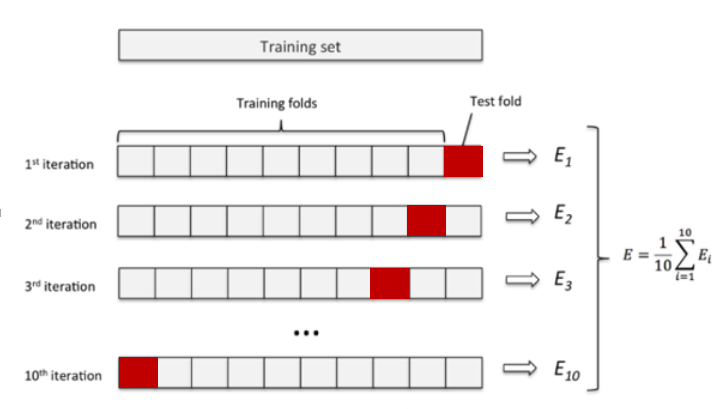 Training set
Training folds
Test fold
1st iteration
E1
2nd iteration
E2
3rd iteration
E3
E = 1/10 10∑i=1 Ei
...
10th iteration
E10